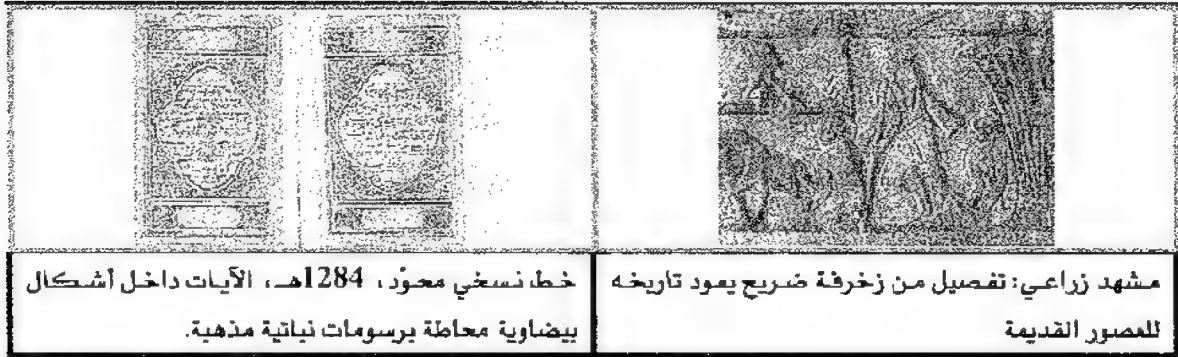 مشهد زراعي: تفصيل من زخرفة ضريح يعود تاريخه
للعصور القديمة
خط نسخي مجوّد، 1284هـ، الآيات داخل أشكال
بيضاوية محاطة برسومات نباتية مذهبة.